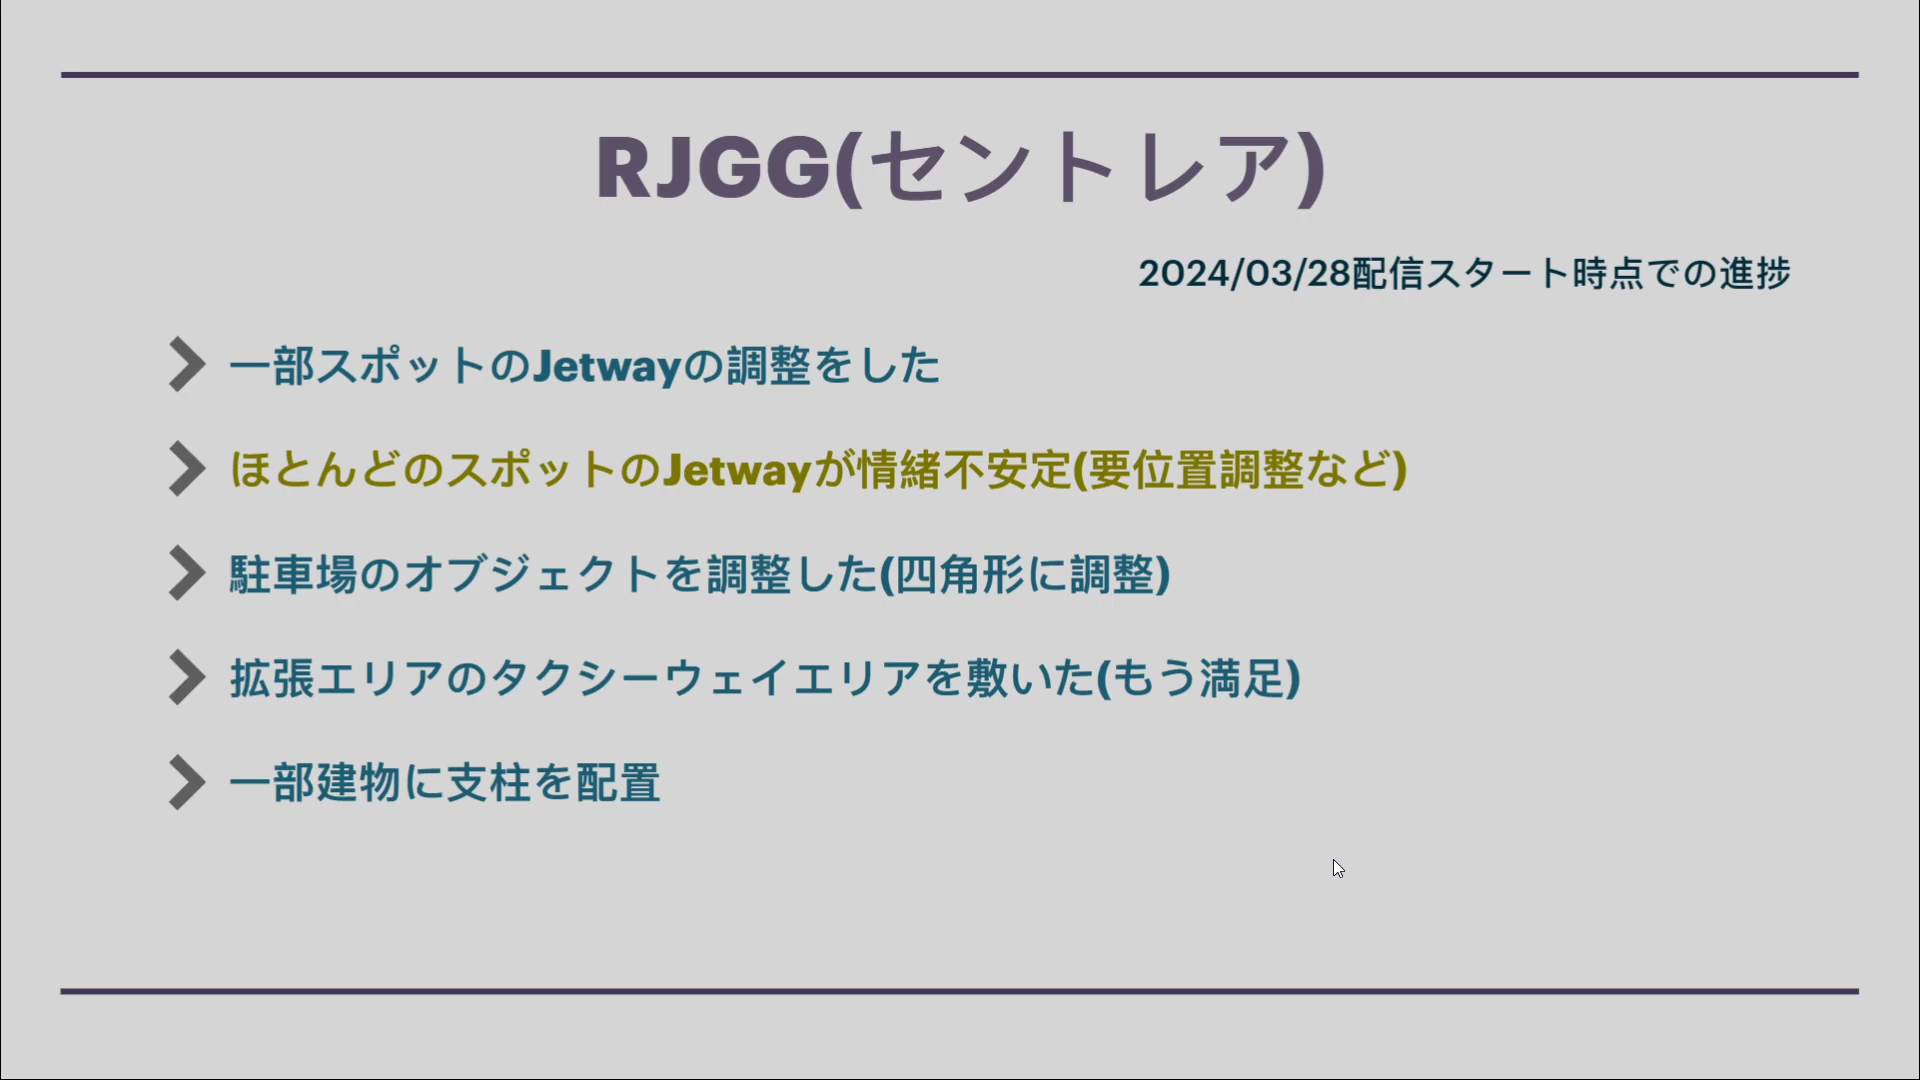 RJGG(セントレア)
2024/03/28配信スタート時点での進捗
一部スポットのJetwayの調整をした
ほとんどのスポットのJetwayが情緒不安定(要位置調整など)
駐車場のオブジェクトを調整した(四角形に調整)
拡張エリアのタクシーウェイエリアを敷いた(もう満足)
一部建物に支柱を配置